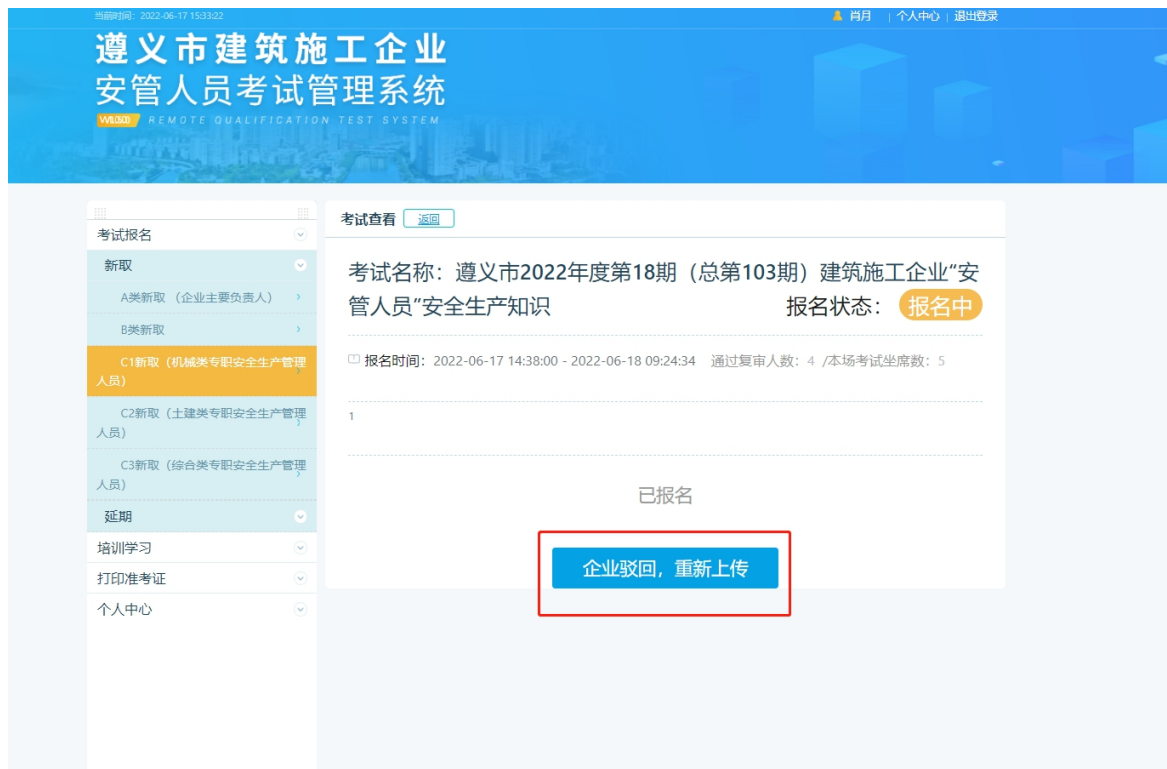 当前时间：2022-06-17 15:33:22
肖月 | 个人中心 | 退出登录
遵义市建筑施工企业
安管人员考试管理系统
REMOTE QUALIFICATION TEST SYSTEM
考试报名
新取
A类新取 （企业主要负责人）
B类新取
C1新取（机械类专职安全生产管理
人员）
C2新取（土建类专职安全生产管理
人员）
C3新取（综合类专职安全生产管理
人员）
延期
培训学习
打印准考证
个人中心
考试查看 返回
考试名称：遵义市2022年度第18期（总第103期）建筑施工企业“安
管人员”安全生产知识
报名状态： 报名中
报名时间：2022-06-17 14:38:00 - 2022-06-18 09:24:34 通过复审人数：4 /本场考试坐席数：5
1
已报名
企业驳回，重新上传